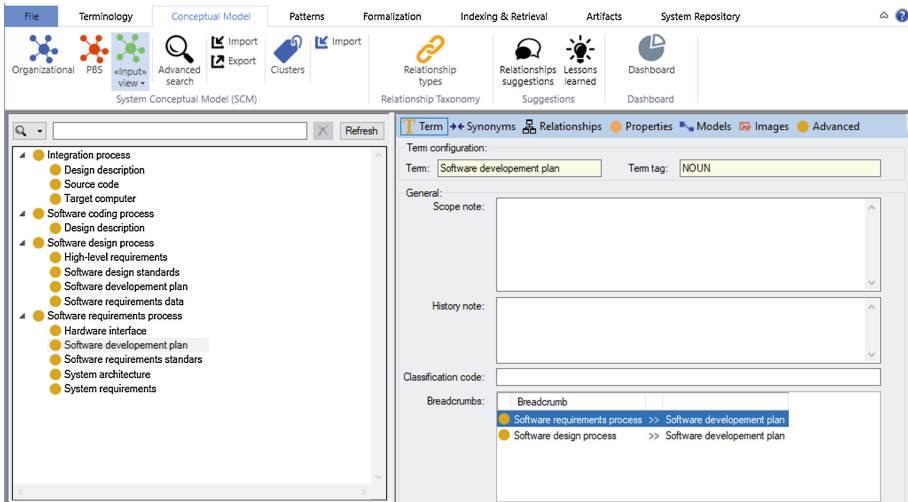 File Terminology Conceptual Model Patterns Formalization Indexing & Retrieval Artifacts System Repository
Organizational PBS «Input» view Advanced search Import Export Clusters Import Relationship types Relationships suggestions Lessons learned Dashboard
System Conceptual Model (SCM) Relationship Taxonomy Suggestions Dashboard
Refresh
Integration process
Design description
Source code
Target computer
Software coding process
Design description
Software design process
High-level requirements
Software design standards
Software developement plan
Software requirements data
Software requirements process
Hardware interface
Software developement plan
Software requirements standars
System architecture
System requirements
Term Synonyms Relationships Properties Models Images Advanced
Term configuration:
Term: Software developement plan Term tag: NOUN
General:
Scope note:
History note:
Classification code:
Breadcrumbs:
Breadcrumb
Software requirements process >> Software developement plan
Software design process >> Software developement plan